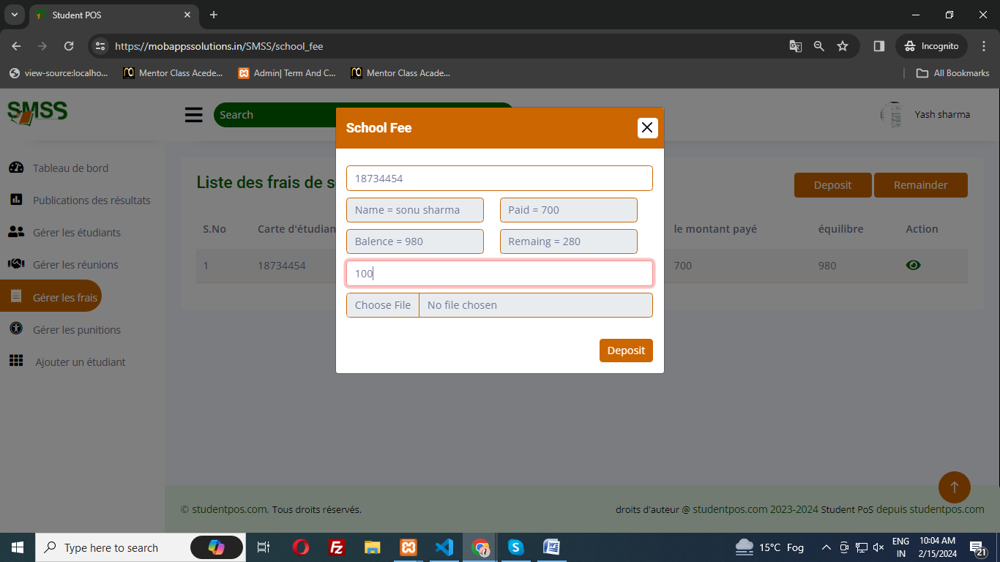 Student POS
https://mobappssolutions.in/SMSS/school_fee
Incognito
view-source:localho...
Mentor Class Acede...
Admin| Term And C...
Mentor Class Acade...
All Bookmarks
SMSS
Search
Yash sharma
School Fee
18734454
Name = sonu sharma
Paid = 700
Balence = 980
Remaing = 280
100
Choose File No file chosen
Deposit
Tableau de bord
Publications des résultats
Gérer les étudiants
Gérer les réunions
Gérer les frais
Gérer les punitions
Ajouter un étudiant
Liste des frais de s
Deposit
Remainder
S.No Carte d'étudian le montant payé équilibre Action
1 18734454 700 980
© studentpos.com, Tous droits réservés.
droits d'auteur @ studentpos.com 2023-2024 Student PoS depuis studentpos.com
Type here to search
15°C Fog
ENG
IN
10:04 AM
2/15/2024
21